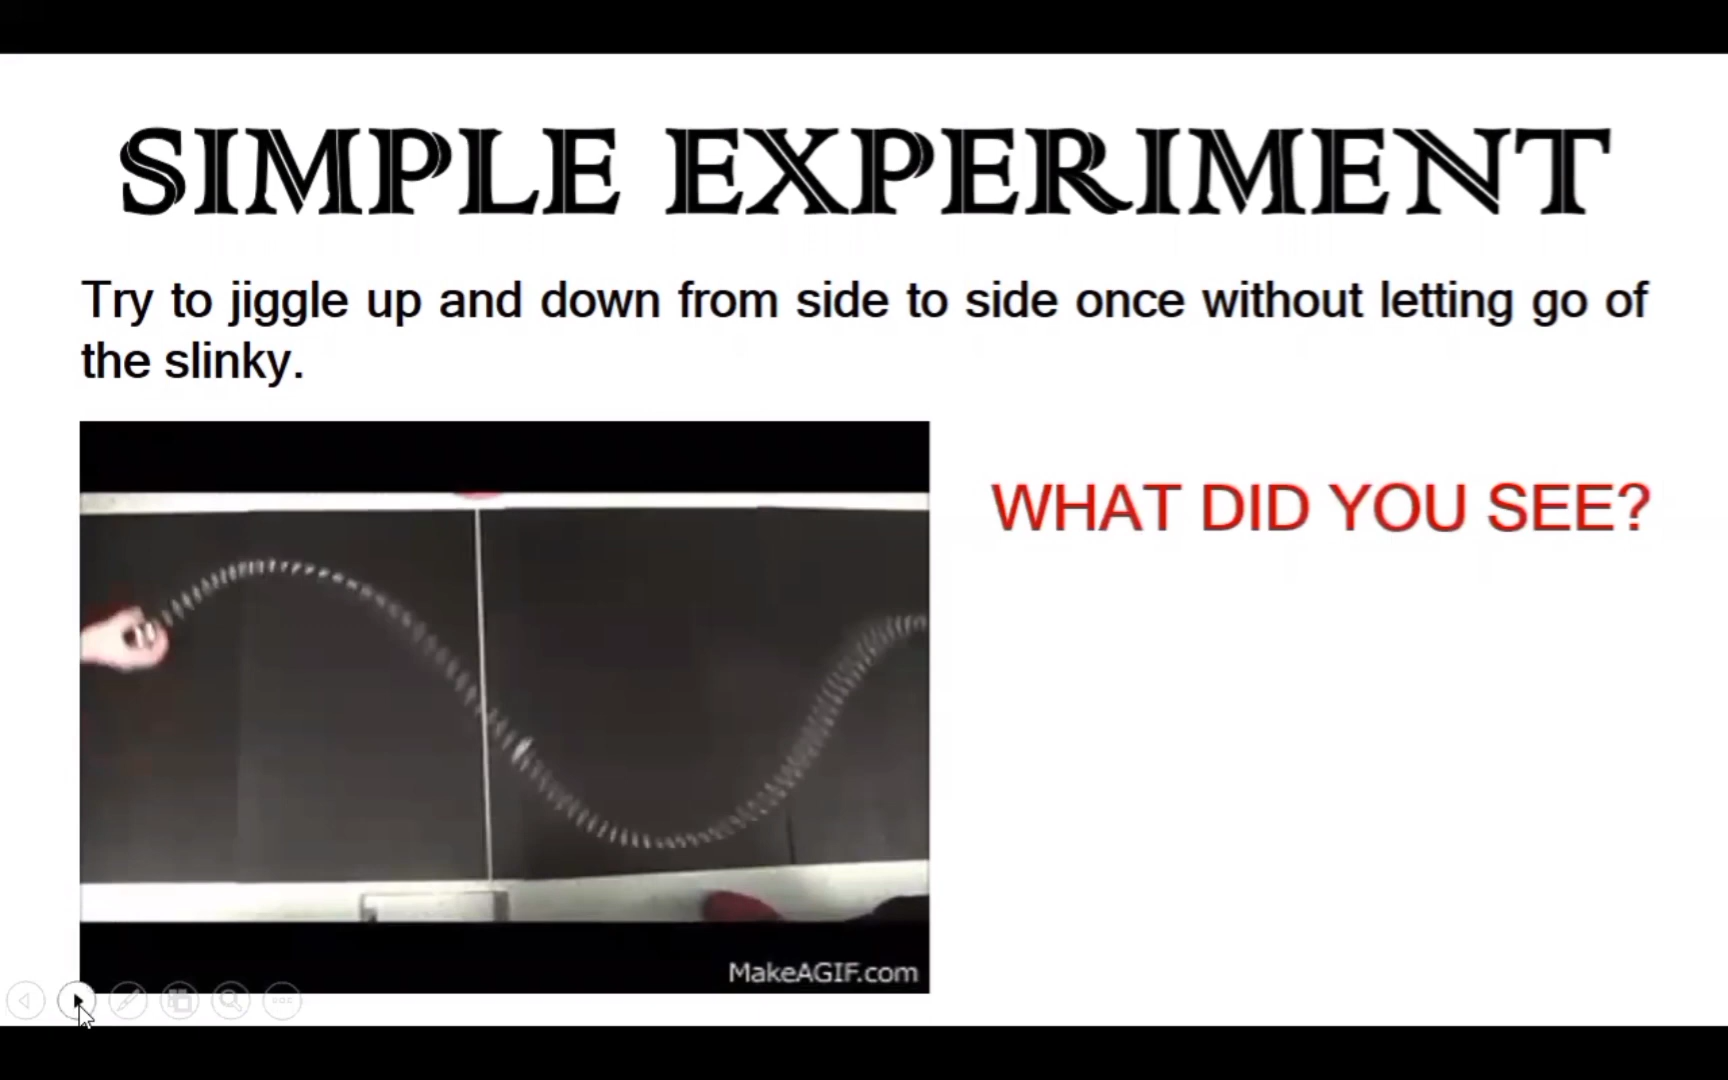 SIMPLE EXPERIMENT
Try to jiggle up and down from side to side once without letting go of
the slinky.
WHAT DID YOU SEE?
MakeAGIF.com